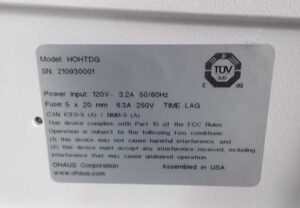 Model: HOHTDG
SN: 210930001
TÜV
SÜD
C US
Power Input: 120V~ 3.2A 50/60Hz
Fuse: 5 x 20 mm 6.3A 250V TIME LAG
CAN ICES-3 (A) / NMB-3 (A)
This device complies with Part 15 of the FCC Rules
Operation is subject to the following two conditions:
(1) this device may not cause harmful interference, and
(2) this device must accept any interference received, including
interference that may cause undesired operation.
OHAUS Corporation Assembled in USA
www.ohaus.com